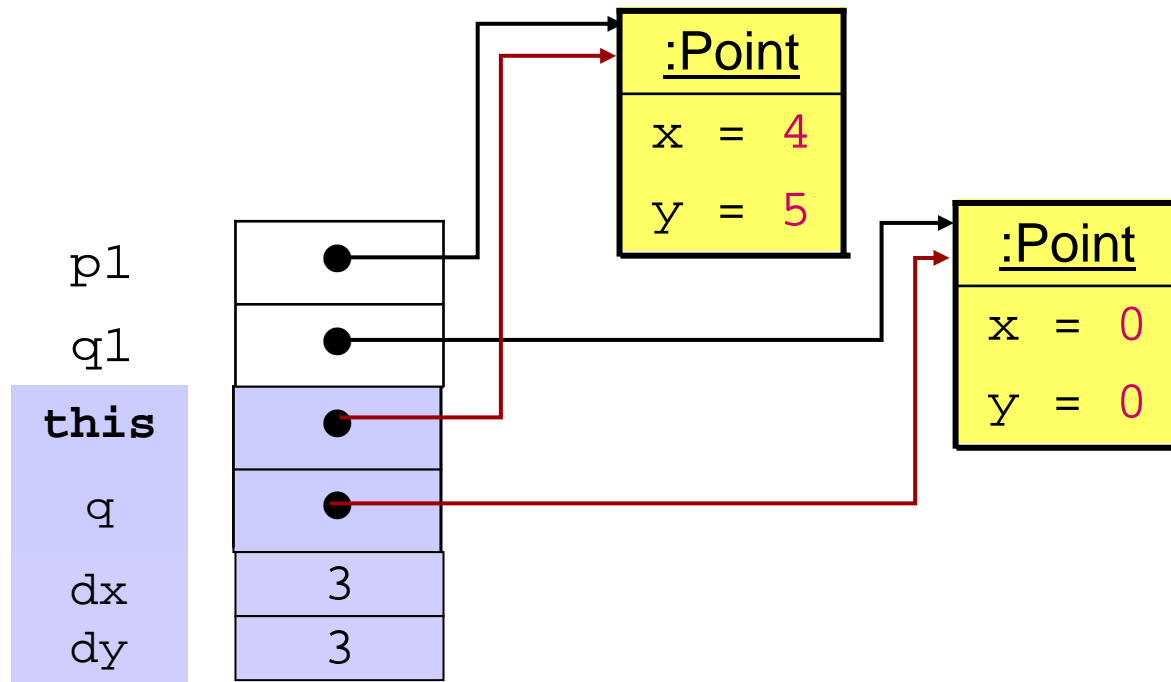 :Point
x = 4
y = 5
:Point
x = 0
y = 0
p1
q1
this
q
dx 3
dy 3